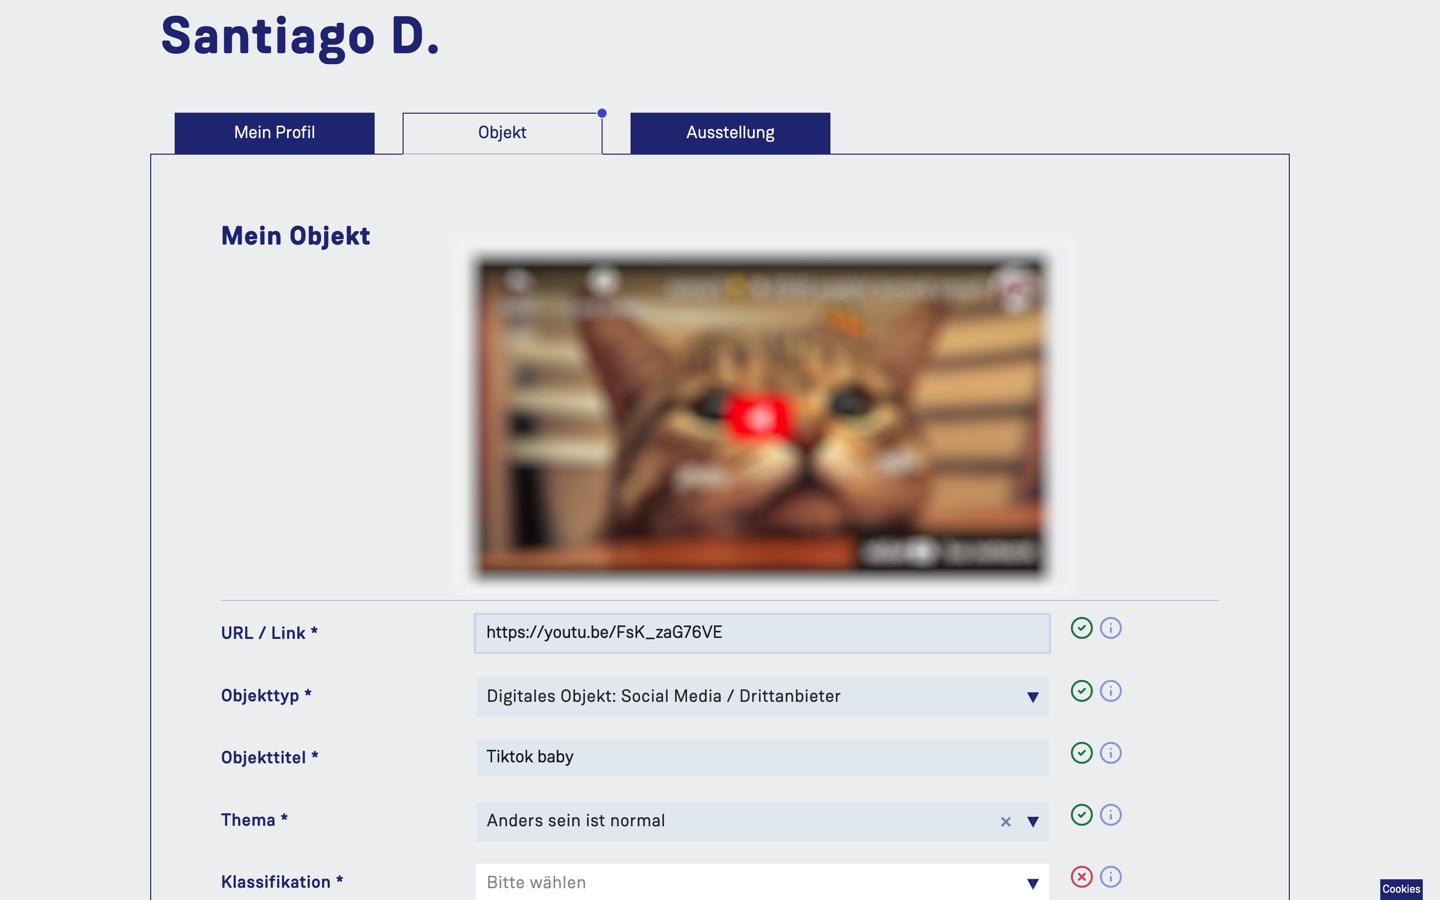 Santiago D.
Mein Profil
Objekt
Ausstellung
Mein Objekt
URL / Link *
https://youtu.be/FsK_zaG76VE
Objekttyp *
Digitales Objekt: Social Media / Drittanbieter
Objekttitel *
Tiktok baby
Thema *
Anders sein ist normal
Klassifikation *
Bitte wählen
Cookies